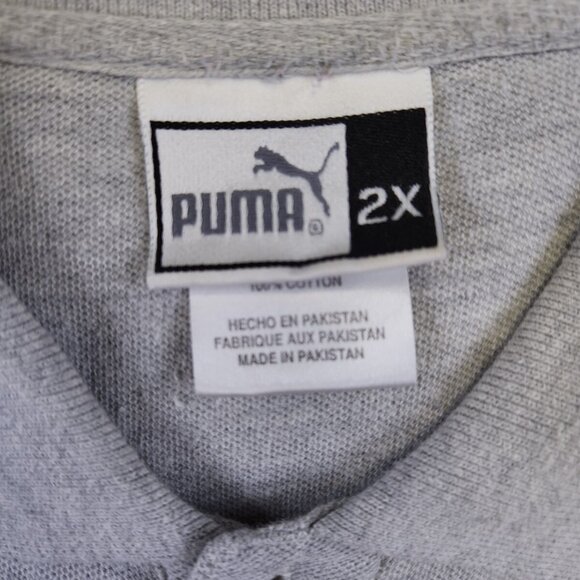 PUMA
2X
100% COTTON
HECHO EN PAKISTAN
FABRIQUE AUX PAKISTAN
MADE IN PAKISTAN